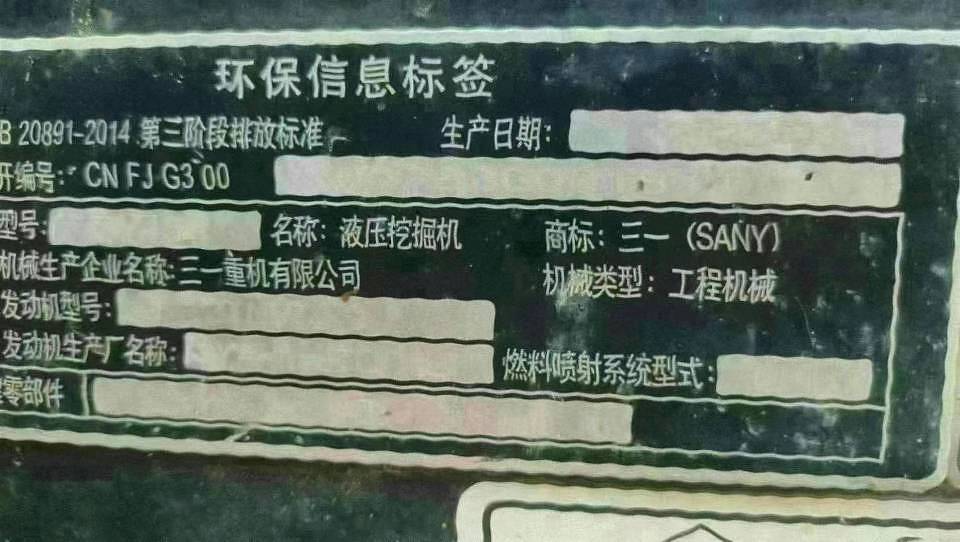 环保信息标签
B 20891-2014 第三阶段排放标准
生产日期:
开编号: CN FJ G3 00
型号:
名称: 液压挖掘机
商标: 三一 (SANY)
机械生产企业名称: 三一重机有限公司
机械类型: 工程机械
发动机型号:
发动机生产厂名称:
燃料喷射系统型式:
零部件